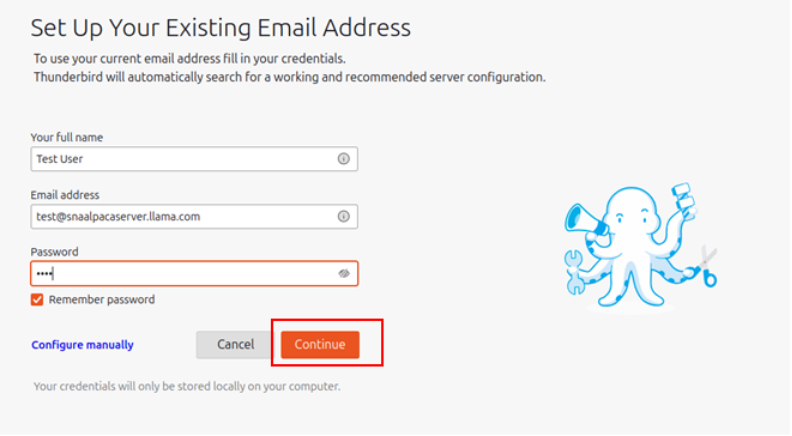 Set Up Your Existing Email Address
To use your current email address fill in your credentials.
Thunderbird will automatically search for a working and recommended server configuration.
Your full name
Test User
Email address
test@snaalpacaserver.llama.com
Password
••••
Remember password
Configure manually
Cancel
Continue
Your credentials will only be stored locally on your computer.